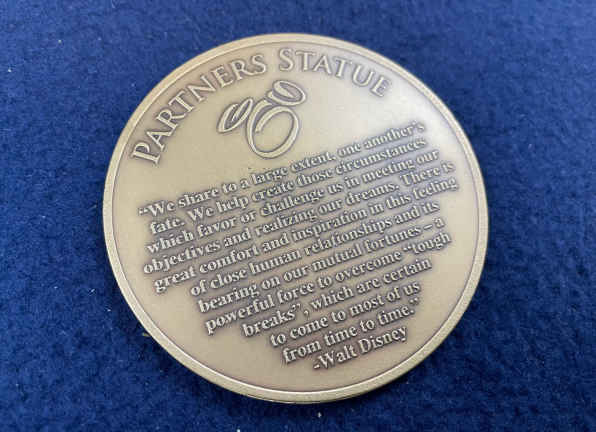 PARTNERS STATUE
"We share to a large extent, one another's
fate. We help create those circumstances
which favor or challenge us in meeting our
objectives and realizing our dreams. There is
great comfort and inspiration in this feeling
of close human relationships and its
bearing on our mutual fortunes – a
powerful force to overcome "tough
breaks", which are certain
to come to most of us
from time to time."
-Walt Disney